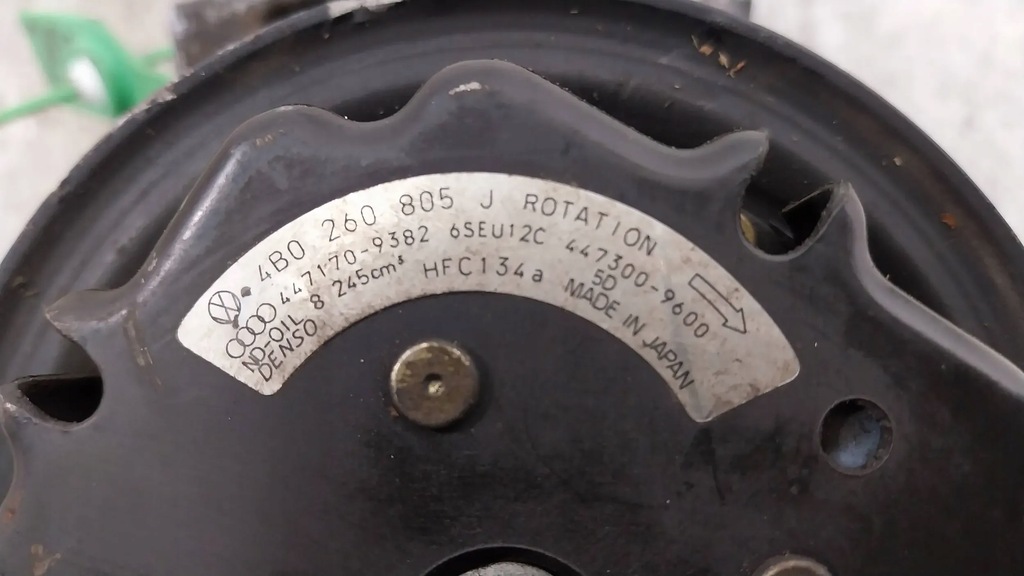 4B0 260 805 J ROTATION
447170-9382 6SEU12C 447300-9600
ND-OIL 8 245cm³ HFC134a 5D
DENSO MADE IN JAPAN